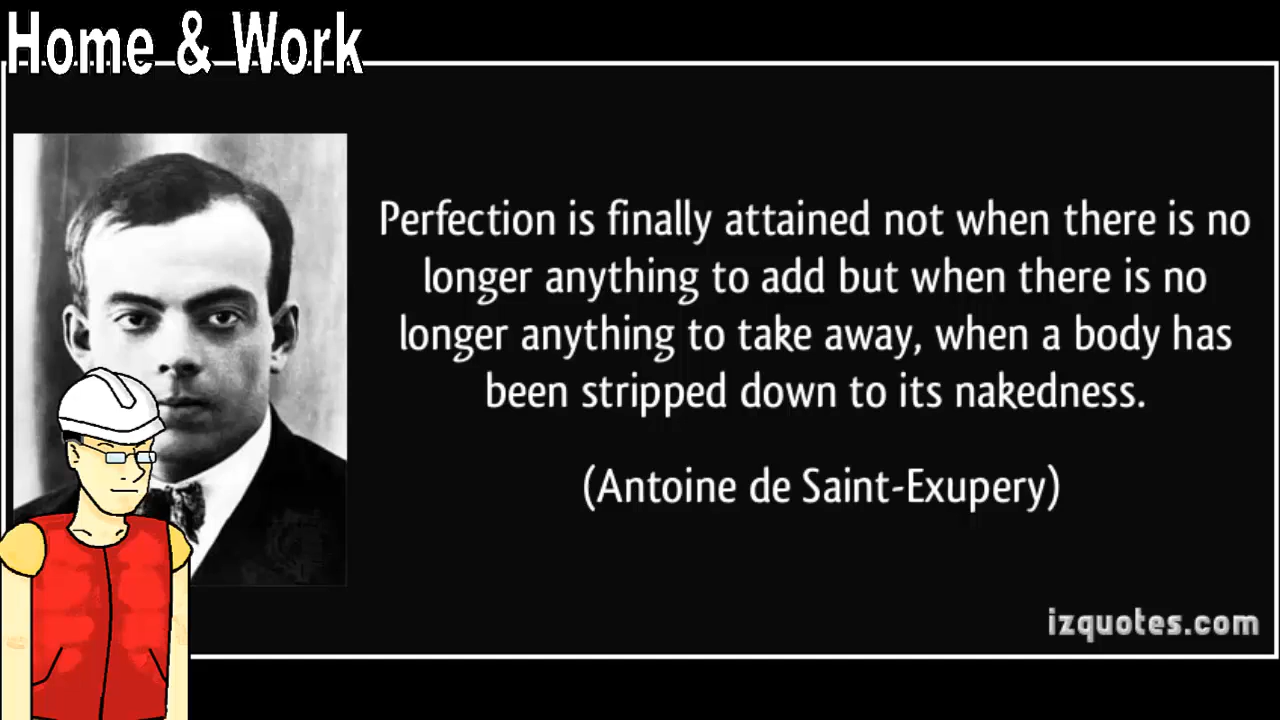 Home & Work
Perfection is finally attained not when there is no
longer anything to add but when there is no
longer anything to take away, when a body has
been stripped down to its nakedness.
(Antoine de Saint-Exupery)
izquotes.com